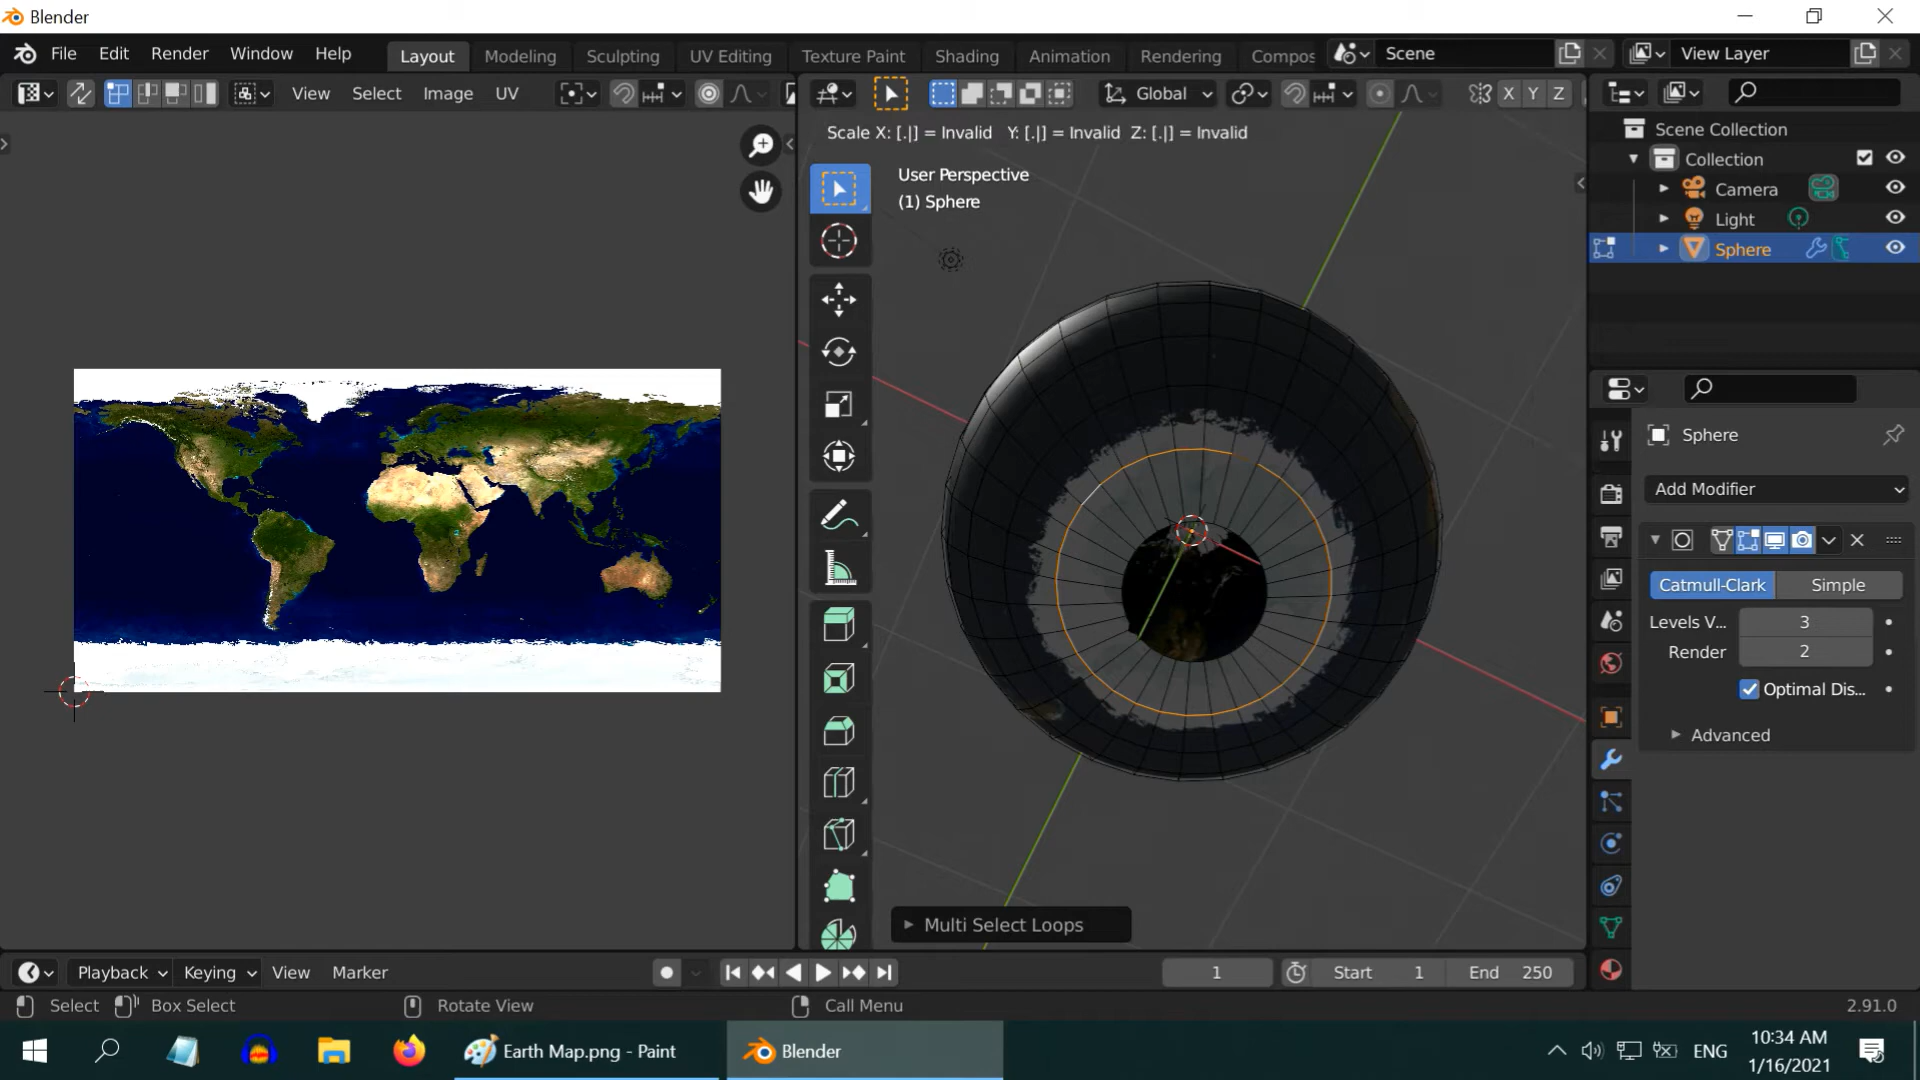 Blender
File Edit Render Window Help
Layout Modeling Sculpting UV Editing Texture Paint Shading Animation Rendering Compos
Scene
View Layer
View Select Image UV
Global
X Y Z
Scale X: [.|] = Invalid Y: [.|] = Invalid Z: [.|] = Invalid
User Perspective
(1) Sphere
Scene Collection
Collection
Camera
Light
Sphere
Sphere
Add Modifier
Catmull-Clark Simple
Levels V... 3
Render 2
Optimal Dis...
Advanced
Multi Select Loops
Playback Keying View Marker
1 Start 1 End 250
Select Box Select Rotate View Call Menu 2.91.0
Earth Map.png - Paint
Blender
ENG
10:34 AM
1/16/2021